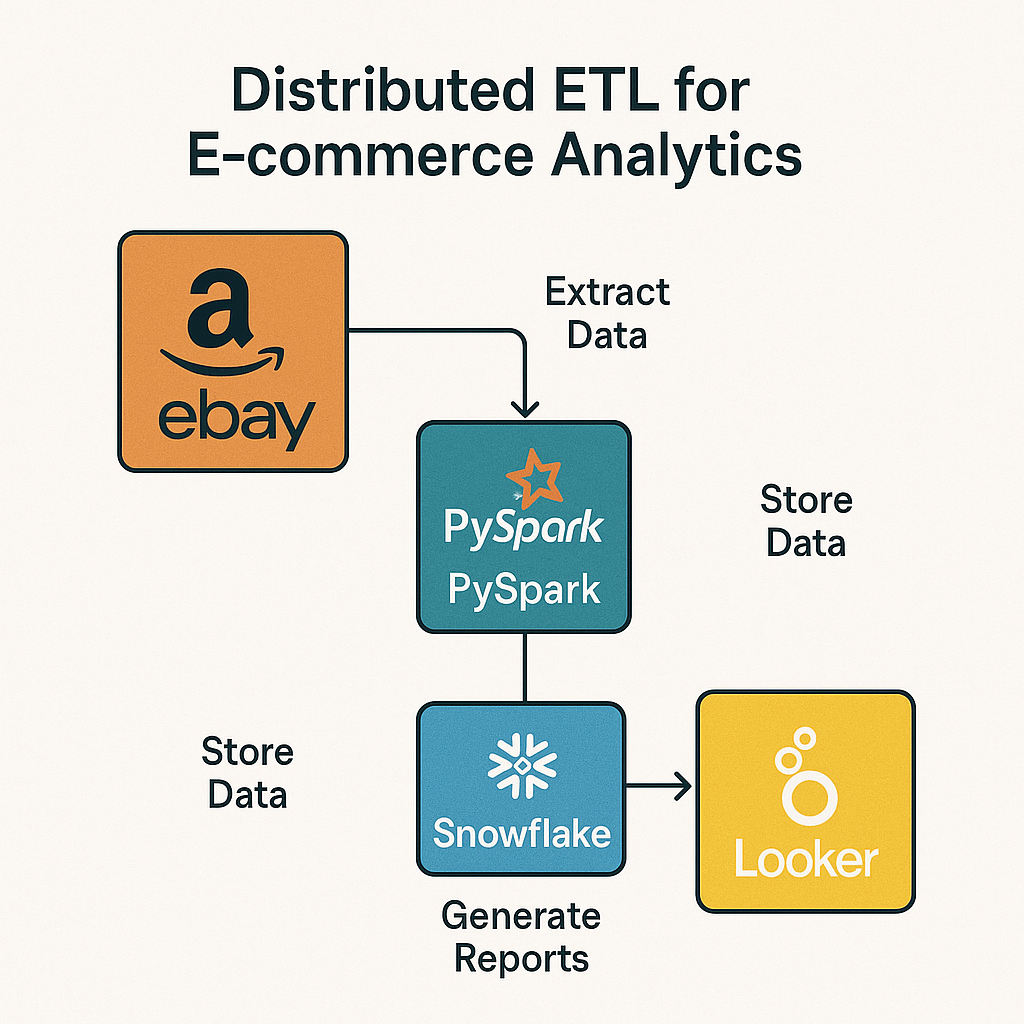 Distributed ETL for
E-commerce Analytics
a
ebay
Extract
Data
PySpark
PySpark
Store
Data
Store
Data
Snowflake
Looker
Generate
Reports